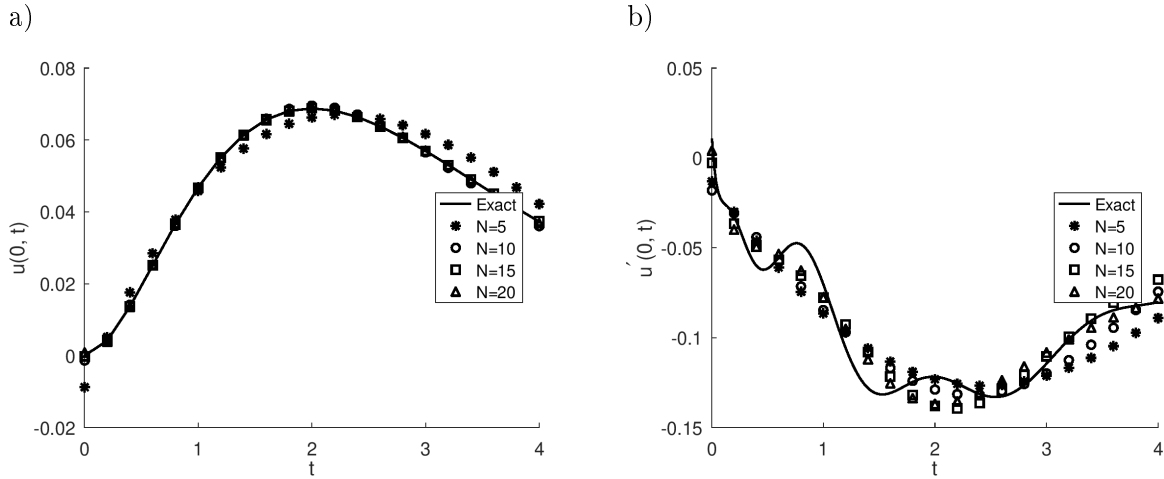 a)
0.08
0.06
0.04
0.02
0
-0.02
u(0, t)
0
1
2
3
4
t
Exact
N=5
N=10
N=15
N=20
b)
0.05
0
-0.05
-0.1
-0.15
u′(0, t)
0
1
2
3
4
t
Exact
N=5
N=10
N=15
N=20